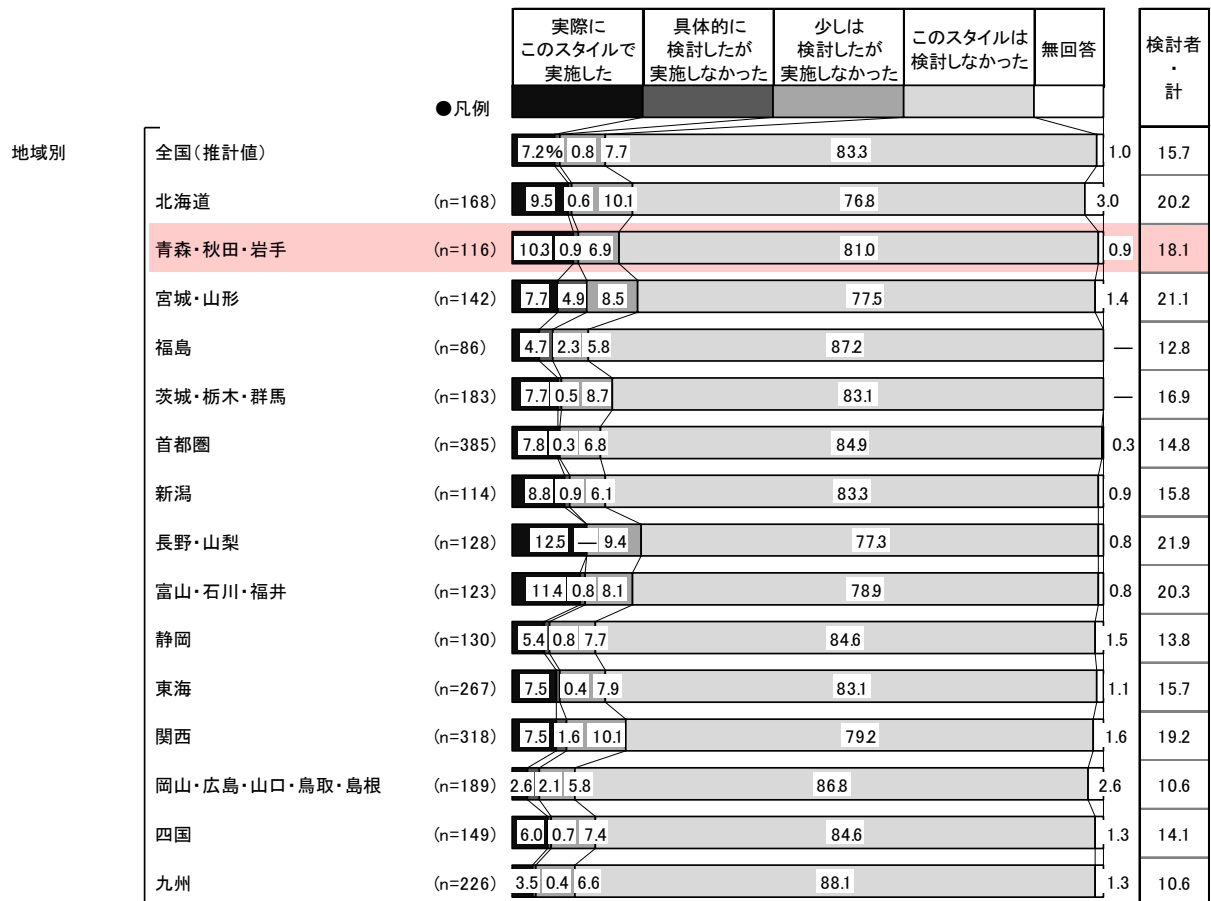 実際に
このスタイルで
実施した
具体的に
検討したが
実施しなかった
少しは
検討したが
実施しなかった
このスタイルは
検討しなかった
無回答
検討者
・
計
●凡例
地域別
全国(推計値) 7.2% 0.8 7.7 83.3 1.0 15.7
北海道 (n=168) 9.5 0.6 10.1 76.8 3.0 20.2
青森・秋田・岩手 (n=116) 10.3 0.9 6.9 81.0 0.9 18.1
宮城・山形 (n=142) 7.7 4.9 8.5 77.5 1.4 21.1
福島 (n=86) 4.7 2.3 5.8 87.2 — 12.8
茨城・栃木・群馬 (n=183) 7.7 0.5 8.7 83.1 — 16.9
首都圏 (n=385) 7.8 0.3 6.8 84.9 0.3 14.8
新潟 (n=114) 8.8 0.9 6.1 83.3 0.9 15.8
長野・山梨 (n=128) 12.5 — 9.4 77.3 0.8 21.9
富山・石川・福井 (n=123) 11.4 0.8 8.1 78.9 0.8 20.3
静岡 (n=130) 5.4 0.8 7.7 84.6 1.5 13.8
東海 (n=267) 7.5 0.4 7.9 83.1 1.1 15.7
関西 (n=318) 7.5 1.6 10.1 79.2 1.6 19.2
岡山・広島・山口・鳥取・島根 (n=189) 2.6 2.1 5.8 86.8 2.6 10.6
四国 (n=149) 6.0 0.7 7.4 84.6 1.3 14.1
九州 (n=226) 3.5 0.4 6.6 88.1 1.3 10.6